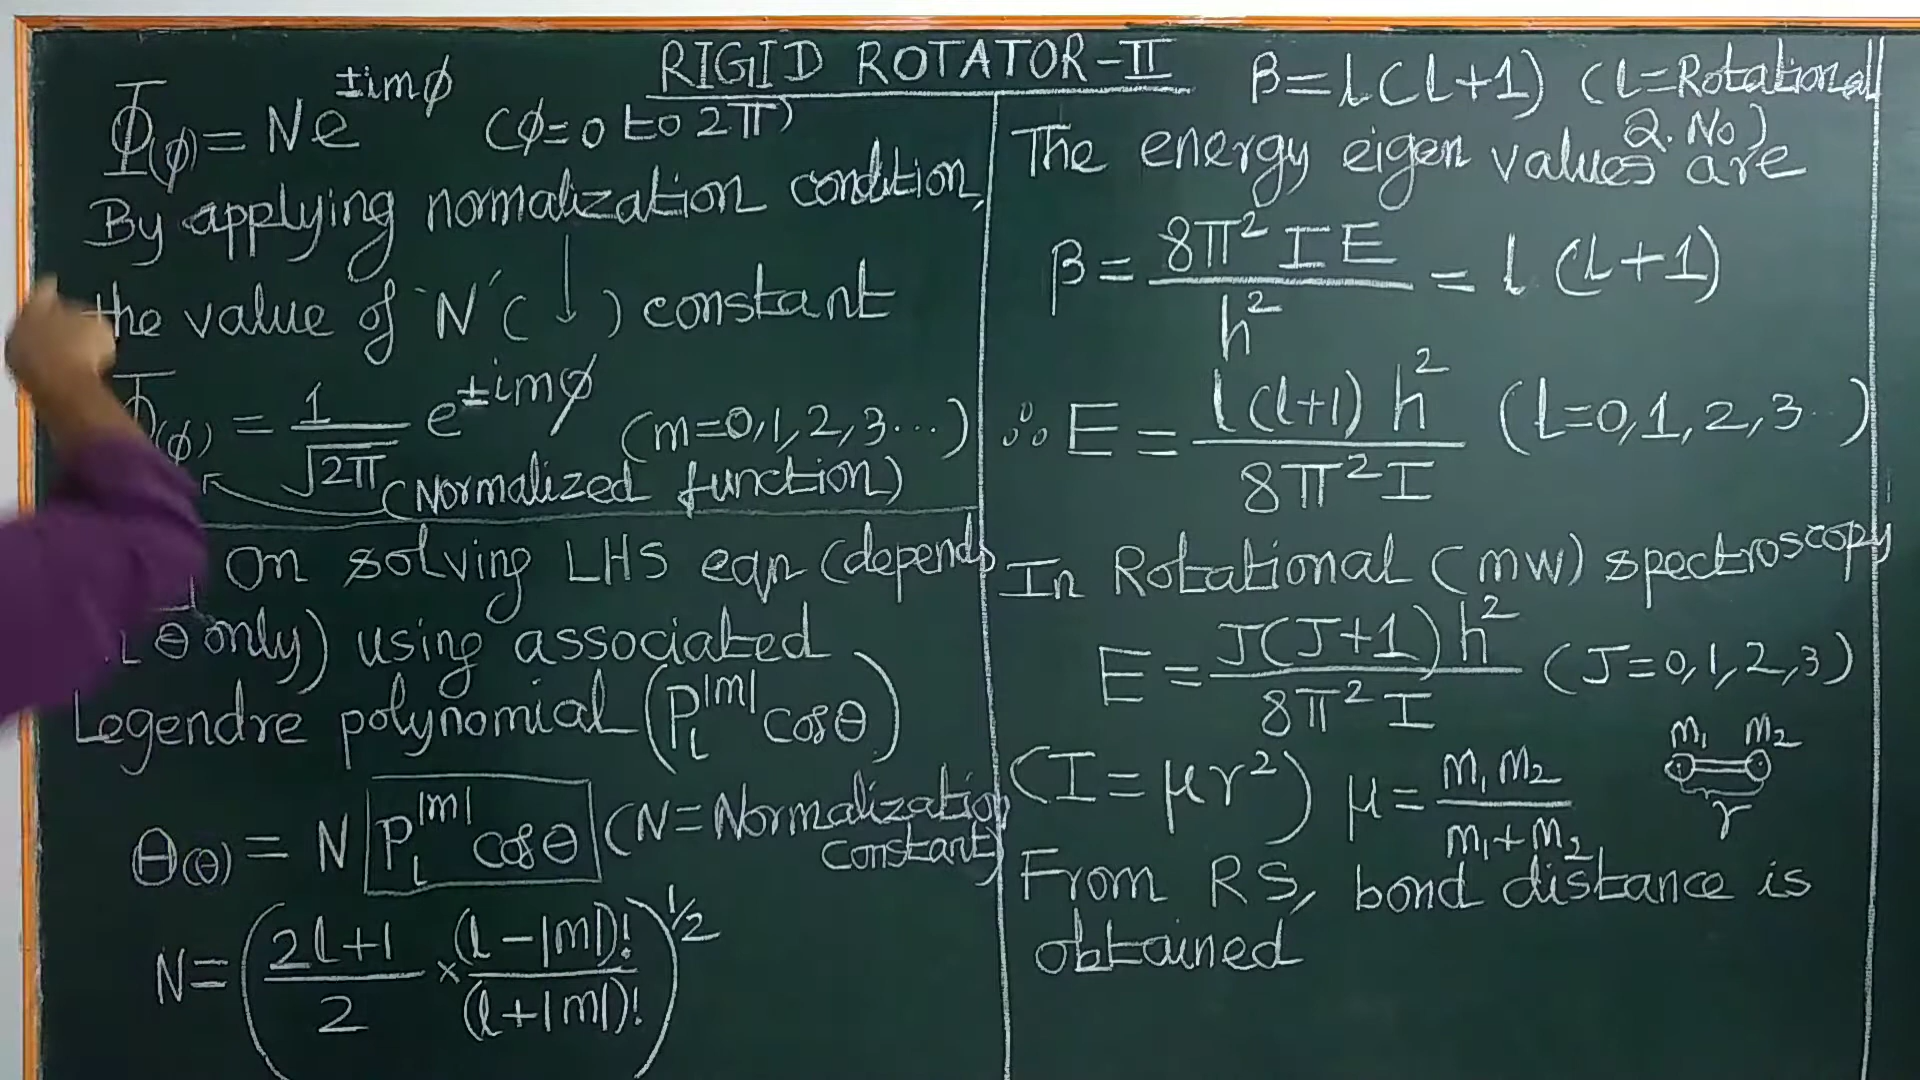 RIGID ROTATOR-II
Φ(φ) = Ne^±imφ (φ=0 to 2π)
By applying normalization condition,
the value of 'N' (↓) constant
Φ(φ) = 1/√2π e^±imφ (m=0,1,2,3...)
(Normalized function)
On solving LHS eqn (depends
θ only) using associated
Legendre polynomial (P_l^|m| cosθ)
Θ(θ) = N P_l^|m| cosθ (N=Normalization
constant)
N = (2l+1/2 × (l-|m|)!/(l+|m|)!)^1/2
β = l(l+1) (l=Rotational
Q.No)
The energy eigen values are
β = 8π²IE/h² = l(l+1)
∴ E = l(l+1)h²/8π²I (l=0,1,2,3..)
In Rotational (mw) spectroscopy
E = J(J+1)h²/8π²I (J=0,1,2,3)
m₁ m₂
(I=μr²) μ = m₁m₂/m₁+m₂
r
From RS, bond distance is
obtained